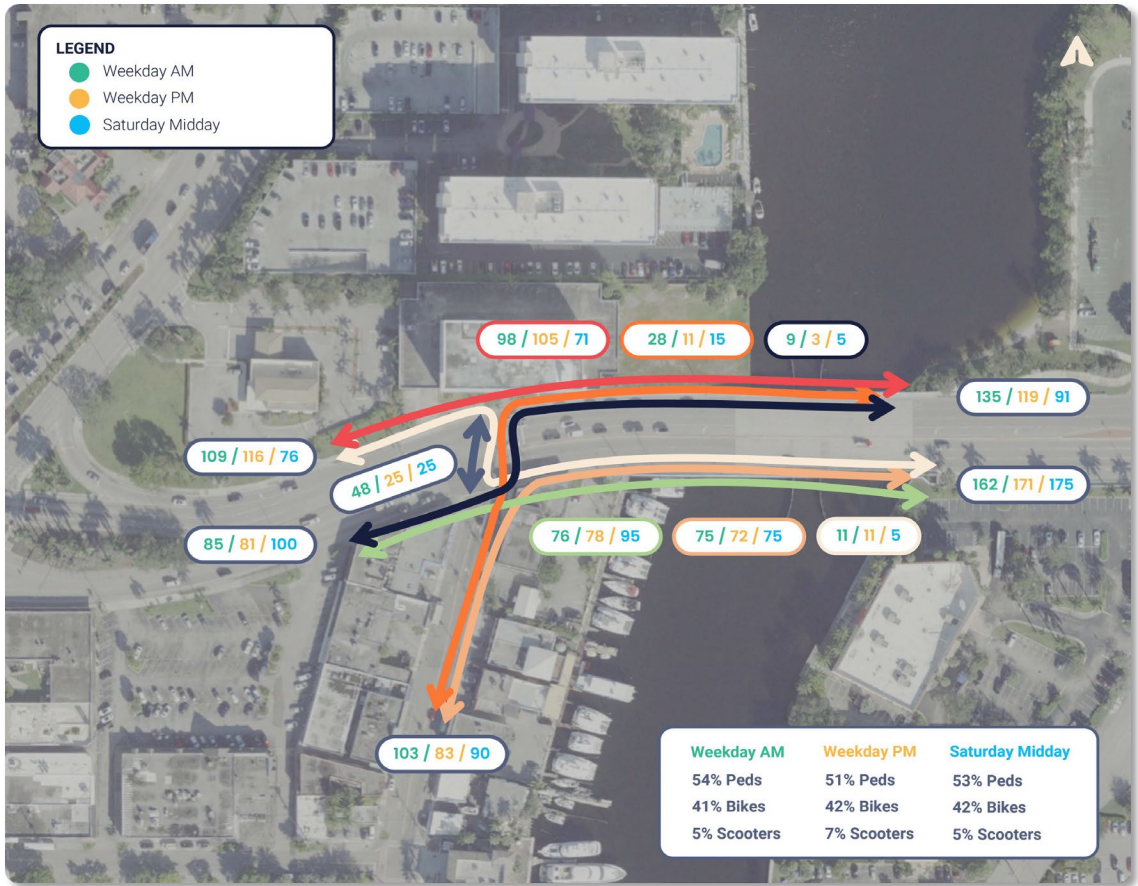 LEGEND
Weekday AM
Weekday PM
Saturday Midday
98 / 105 / 71
28 / 11 / 15
9 / 3 / 5
135 / 119 / 91
109 / 116 / 76
48 / 25 / 25
162 / 171 / 175
85 / 81 / 100
76 / 78 / 95
75 / 72 / 75
11 / 11 / 5
103 / 83 / 90
Weekday AM Weekday PM Saturday Midday
54% Peds 51% Peds 53% Peds
41% Bikes 42% Bikes 42% Bikes
5% Scooters 7% Scooters 5% Scooters